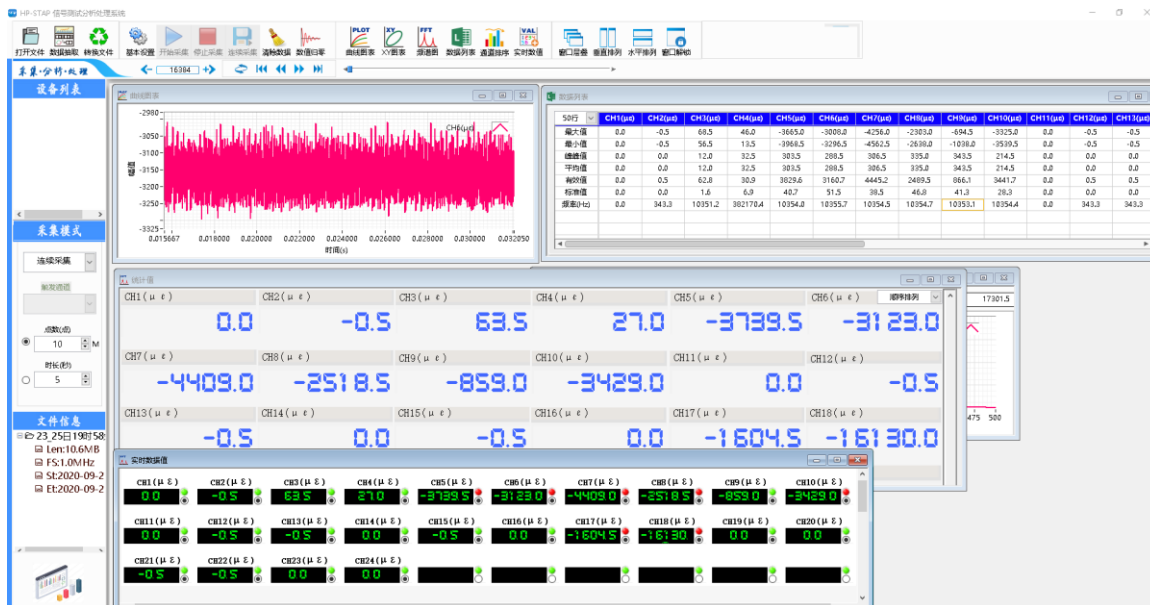 HP-STAP 信号测试分析处理系统
打开文件 数据抽取 转换文件 基本设置 开始采集 停止采集 连续采集 清除数据 数值归零 曲线图表 XY图表 频谱图 数据列表 通道排序 实时数值 窗口层叠 垂直排列 水平排列 窗口解锁
PLOT XY FFT VAL
采集·分析·处理 16384
设备列表
采集模式
连续采集
触发通道
点数(点)
10 M
时长(秒)
5
文件信息
23_25日19时58
Len:10.6MB
FS:1.0MHz
St:2020-09-2
Et:2020-09-2
曲线图表
CH6(με)
幅值
-2980
-3050
-3100
-3150
-3200
-3250
-3325
0.015667 0.018000 0.020000 0.022000 0.024000 0.026000 0.028000 0.030000 0.032050
时间(s)
数据列表
50行 CH1(με) CH2(με) CH3(με) CH4(με) CH5(με) CH6(με) CH7(με) CH8(με) CH9(με) CH10(με) CH11(με) CH12(με) CH13(με)
最大值 0.0 -0.5 68.5 46.0 -3665.0 -3008.0 -4256.0 -2303.0 -694.5 -3325.0 0.0 -0.5 -0.5
最小值 0.0 -0.5 56.5 13.5 -3968.5 -3296.5 -4562.5 -2638.0 -1038.0 -3539.5 0.0 -0.5 -0.5
峰峰值 0.0 0.0 12.0 32.5 303.5 288.5 306.5 335.0 343.5 214.5 0.0 0.0 0.0
平均值 0.0 0.0 12.0 32.5 303.5 288.5 306.5 335.0 343.5 214.5 0.0 0.0 0.0
有效值 0.0 0.5 62.8 30.9 3829.6 3160.7 4445.2 2489.5 866.1 3441.7 0.0 0.5 0.5
标准值 0.0 0.0 1.6 6.9 40.7 51.5 38.5 46.8 41.3 28.3 0.0 0.0 0.0
频率(Hz) 0.0 343.3 10351.2 382170.4 10354.0 10355.7 10354.5 10354.7 10353.1 10354.4 0.0 343.3 343.3
统计值
CH1(με) CH2(με) CH3(με) CH4(με) CH5(με) CH6(με) 顺序排列
0.0 -0.5 63.5 27.0 -3739.5 -3123.0
CH7(με) CH8(με) CH9(με) CH10(με) CH11(με) CH12(με)
-4409.0 -2518.5 -859.0 -3429.0 0.0 -0.5
CH13(με) CH14(με) CH15(με) CH16(με) CH17(με) CH18(με)
-0.5 0.0 -0.5 0.0 -1604.5 -16130.0
17301.5
475 500
实时数据值
CH1(με) CH2(με) CH3(με) CH4(με) CH5(με) CH6(με) CH7(με) CH8(με) CH9(με) CH10(με)
0.0 -0.5 63.5 27.0 -3739.5 -3123.0 -4409.0 -2518.5 -859.0 -3429.0
CH11(με) CH12(με) CH13(με) CH14(με) CH15(με) CH16(με) CH17(με) CH18(με) CH19(με) CH20(με)
0.0 -0.5 -0.5 0.0 -0.5 0.0 -1604.5 -16130 0.0 0.0
CH21(με) CH22(με) CH23(με) CH24(με)
-0.5 -0.5 0.0 0.0